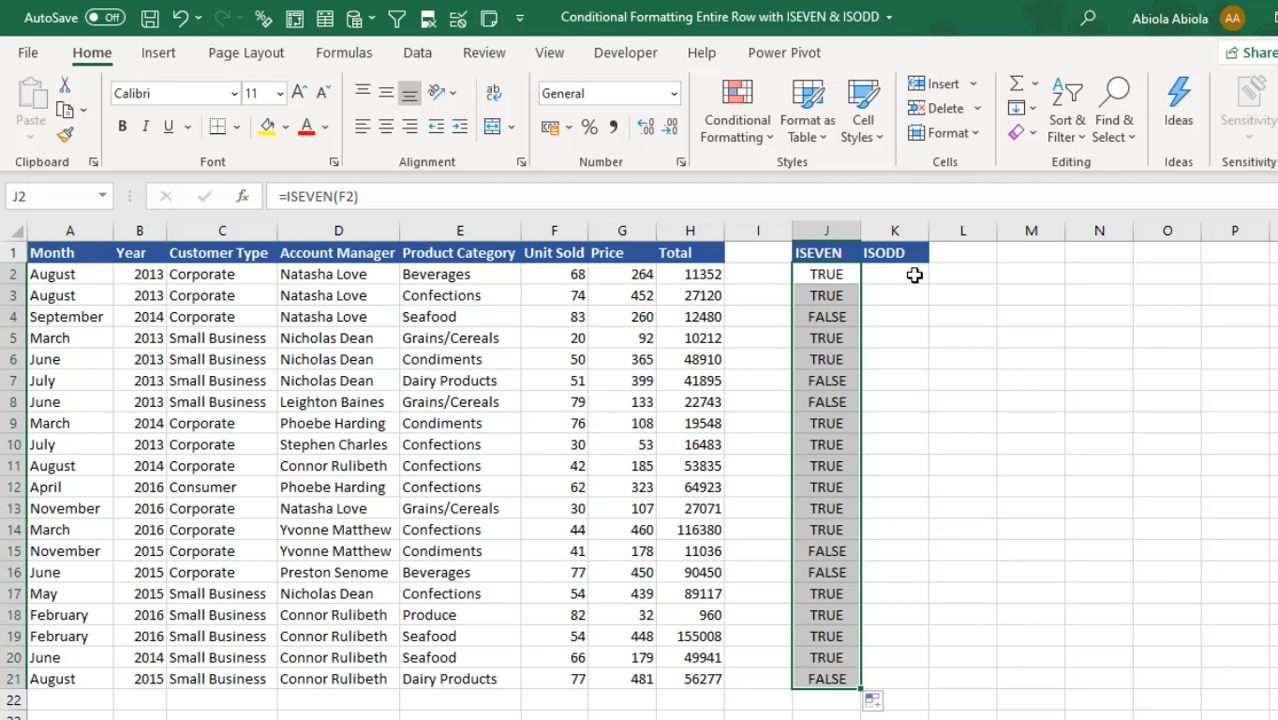 AutoSave Off Conditional Formatting Entire Row with ISEVEN & ISODD Abiola Abiola AA
File Home Insert Page Layout Formulas Data Review View Developer Help Power Pivot Share
Paste Calibri 11 A A ab General Conditional Formatting Format as Table Cell Styles Insert Delete Format Sort & Filter Find & Select Ideas Sensitivity
B I U A % 
Clipboard Font Alignment Number Styles Cells Editing Ideas Sensitivity
J2 fx =ISEVEN(F2)
A B C D E F G H I J K L M N O P
1 Month Year Customer Type Account Manager Product Category Unit Sold Price Total ISEVEN ISODD
2 August 2013 Corporate Natasha Love Beverages 68 264 11352 TRUE
3 August 2013 Corporate Natasha Love Confections 74 452 27120 TRUE
4 September 2014 Corporate Natasha Love Seafood 83 260 12480 FALSE
5 March 2013 Small Business Nicholas Dean Grains/Cereals 20 92 10212 TRUE
6 June 2013 Small Business Nicholas Dean Condiments 50 365 48910 TRUE
7 July 2013 Small Business Nicholas Dean Dairy Products 51 399 41895 FALSE
8 June 2013 Small Business Leighton Baines Grains/Cereals 79 133 22743 FALSE
9 March 2014 Corporate Phoebe Harding Condiments 76 108 19548 TRUE
10 July 2013 Corporate Stephen Charles Confections 30 53 16483 TRUE
11 August 2014 Corporate Connor Rulibeth Confections 42 185 53835 TRUE
12 April 2016 Consumer Phoebe Harding Confections 62 323 64923 TRUE
13 November 2016 Corporate Natasha Love Grains/Cereals 30 107 27071 TRUE
14 March 2016 Corporate Yvonne Matthew Confections 44 460 116380 TRUE
15 November 2015 Corporate Yvonne Matthew Condiments 41 178 11036 FALSE
16 June 2015 Corporate Preston Senome Beverages 77 450 90450 FALSE
17 May 2015 Small Business Nicholas Dean Confections 54 439 89117 TRUE
18 February 2016 Small Business Connor Rulibeth Produce 82 32 960 TRUE
19 February 2016 Small Business Connor Rulibeth Seafood 54 448 155008 TRUE
20 June 2014 Small Business Connor Rulibeth Seafood 66 179 49941 TRUE
21 August 2015 Small Business Connor Rulibeth Dairy Products 77 481 56277 FALSE
22